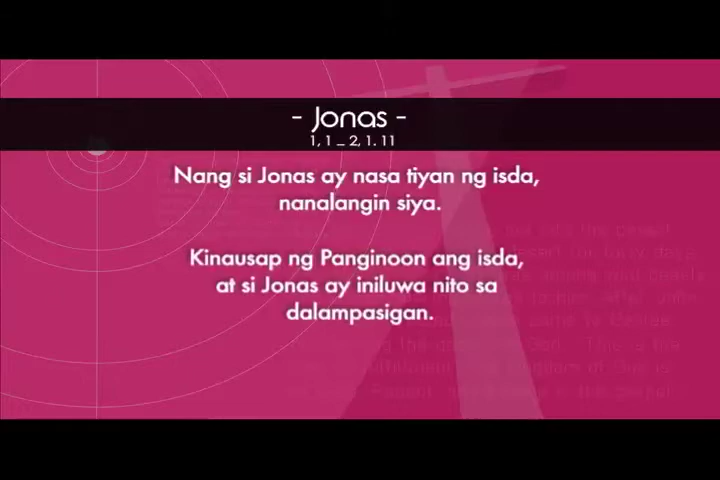 - Jonas -
1, 1 _ 2, 1. 11
Nang si Jonas ay nasa tiyan ng isda,
nanalangin siya.
Kinausap ng Panginoon ang isda,
at si Jonas ay iniluwa nito sa
dalampasigan.